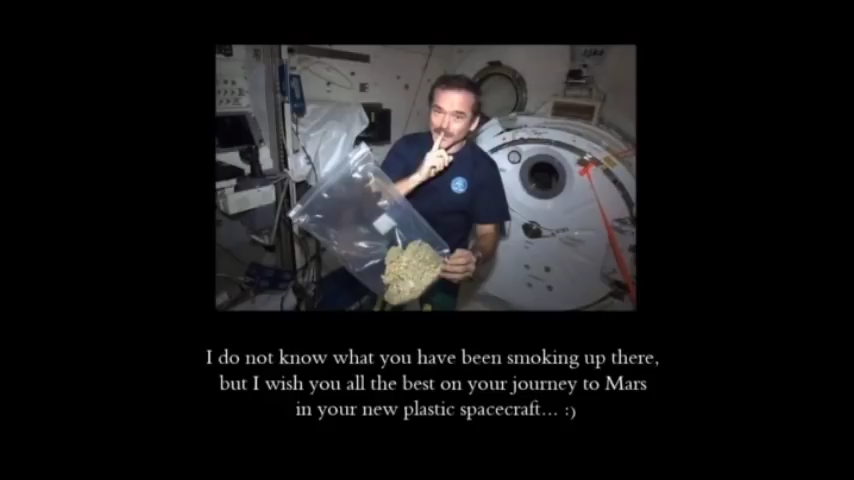 I do not know what you have been smoking up there,
but I wish you all the best on your journey to Mars
in your new plastic spacecraft... :)